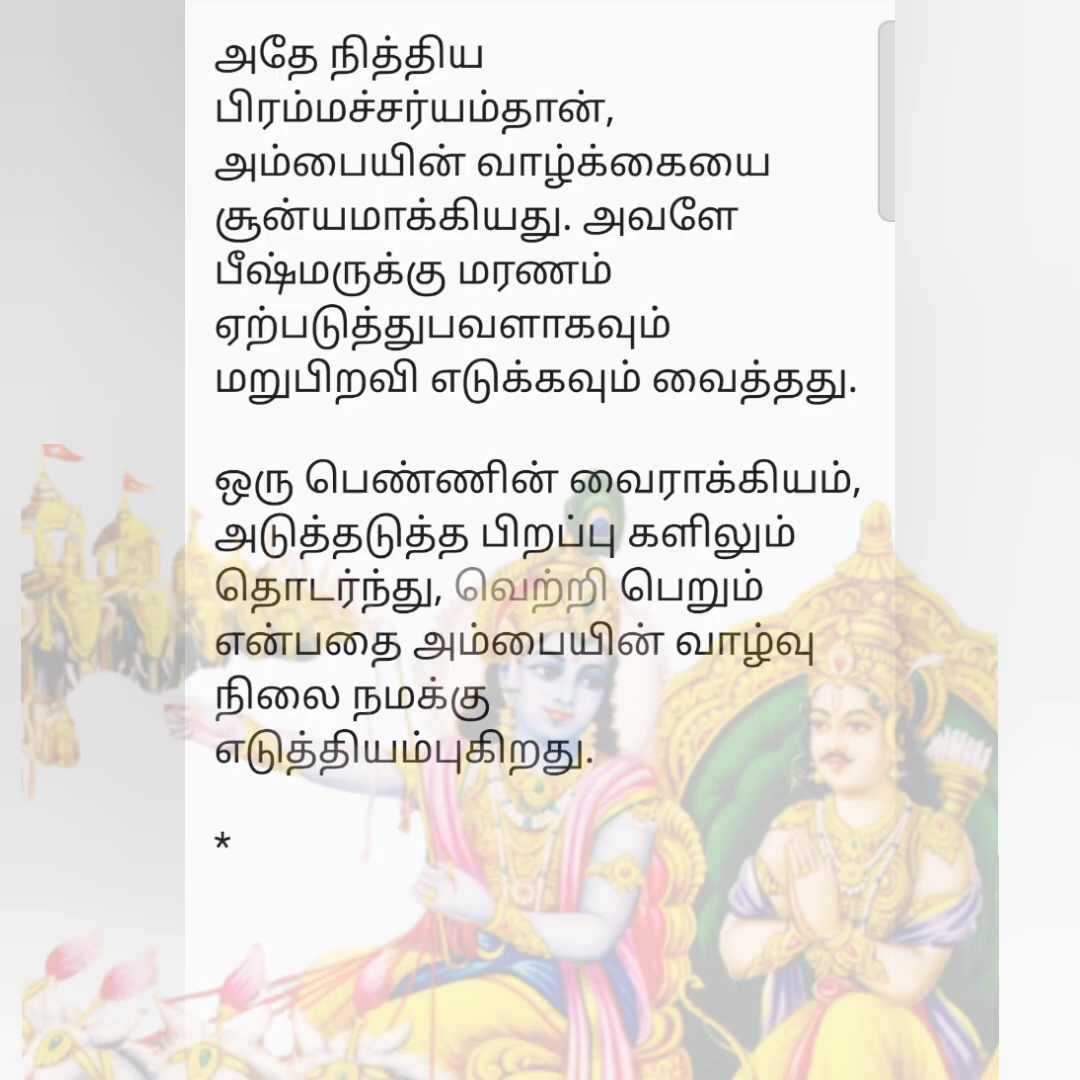 அதே நித்திய
பிரம்மச்சர்யம்தான்,
அம்பையின் வாழ்க்கையை
சூன்யமாக்கியது. அவளே
பீஷ்மருக்கு மரணம்
ஏற்படுத்துபவளாகவும்
மறுபிறவி எடுக்கவும் வைத்தது.
ஒரு பெண்ணின் வைராக்கியம்,
அடுத்தடுத்த பிறப்பு களிலும்
தொடர்ந்து, வெற்றி பெறும்
என்பதை அம்பையின் வாழ்வு
நிலை நமக்கு
எடுத்தியம்புகிறது.
*